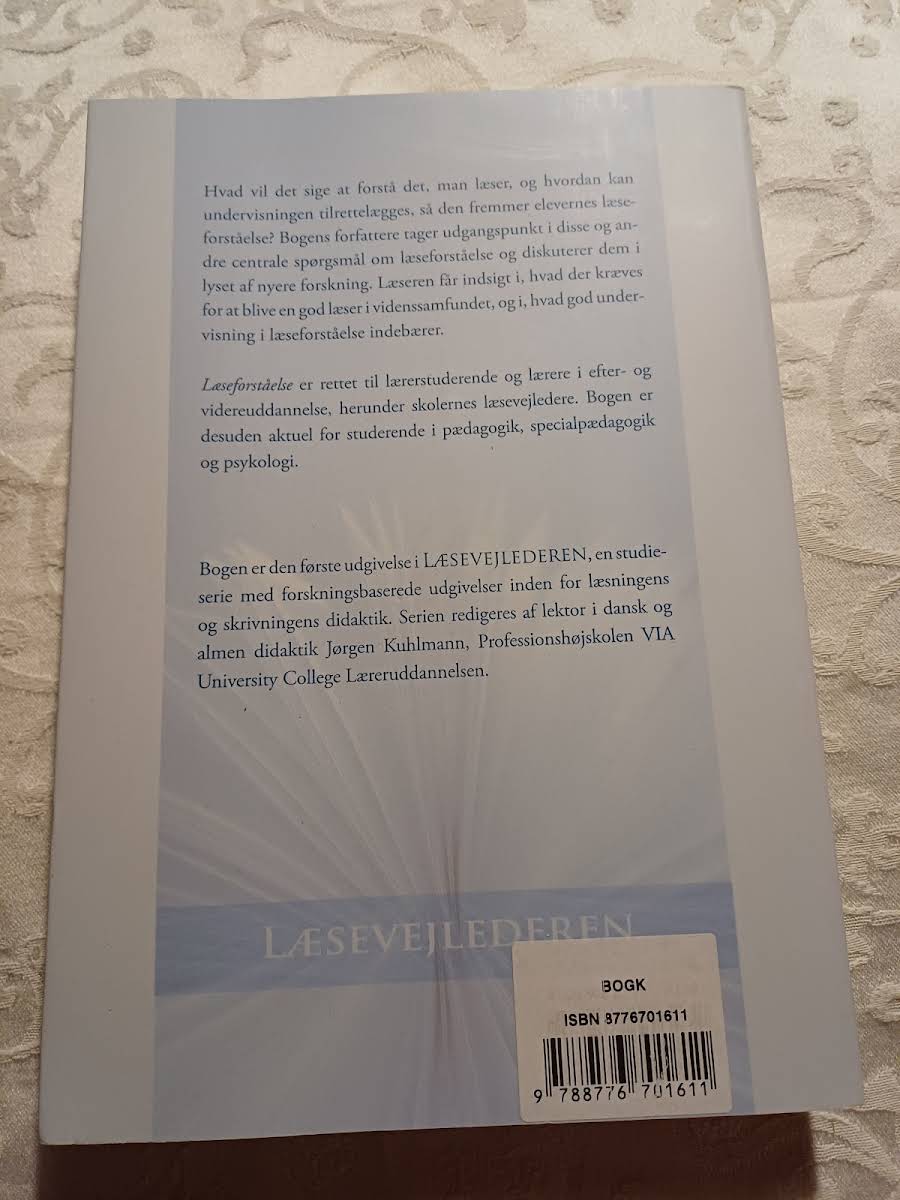 Hvad vil det sige at forstå det, man læser, og hvordan kan
undervisningen tilrettelægges, så den fremmer elevernes læse-
forståelse? Bogens forfattere tager udgangspunkt i disse og an-
dre centrale spørgsmål om læseforståelse og diskuterer dem i
lyset af nyere forskning. Læseren får indsigt i, hvad der kræves
for at blive en god læser i videnssamfundet, og i, hvad god under-
visning i læseforståelse indebærer.
Læseforståelse er rettet til lærerstuderende og lærere i efter- og
videreuddannelse, herunder skolernes læsevejledere. Bogen er
desuden aktuel for studerende i pædagogik, specialpædagogik
og psykologi.
Bogen er den første udgivelse i LÆSEVEJLEDEREN, en studie-
serie med forskningsbaserede udgivelser inden for læsningens
og skrivningens didaktik. Serien redigeres af lektor i dansk og
almen didaktik Jørgen Kuhlmann, Professionshøjskolen VIA
University College Læreruddannelsen.
LÆSEVEJLEDEREN
BOGK
ISBN 8776701611
9 788776 701611